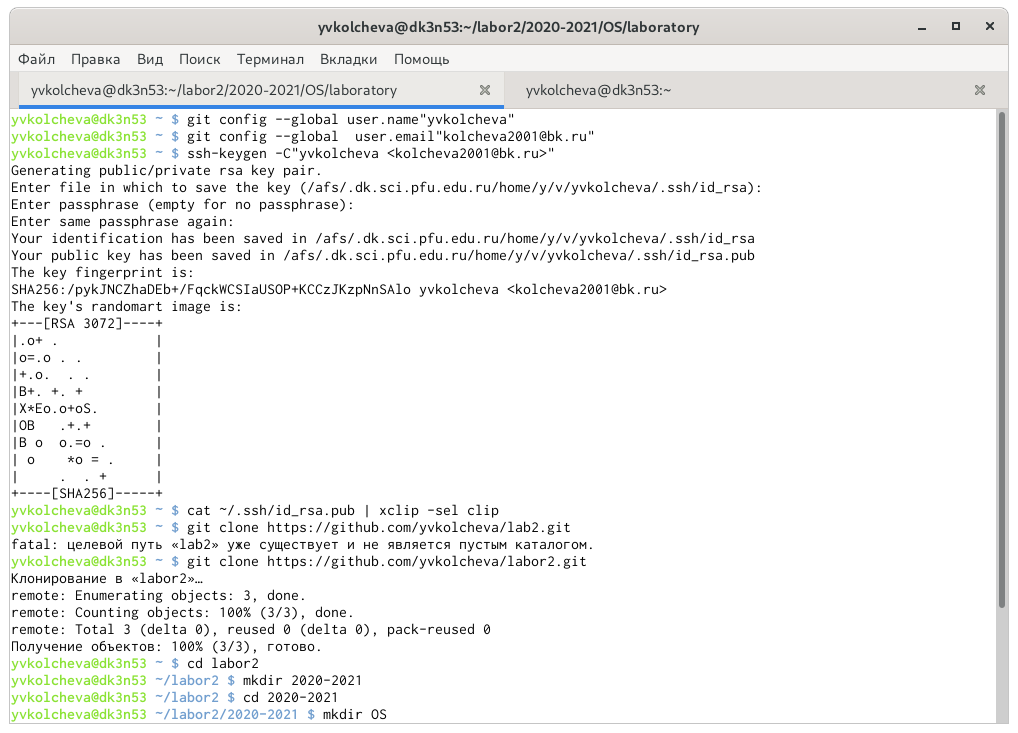 yvkolcheva@dk3n53:~/labor2/2020-2021/OS/laboratory
Файл Правка Вид Поиск Терминал Вкладки Помощь
yvkolcheva@dk3n53:~/labor2/2020-2021/OS/laboratory yvkolcheva@dk3n53:~
yvkolcheva@dk3n53 ~ $ git config --global user.name"yvkolcheva"
yvkolcheva@dk3n53 ~ $ git config --global  user.email"kolcheva2001@bk.ru"
yvkolcheva@dk3n53 ~ $ ssh-keygen -C"yvkolcheva <kolcheva2001@bk.ru>"
Generating public/private rsa key pair.
Enter file in which to save the key (/afs/.dk.sci.pfu.edu.ru/home/y/v/yvkolcheva/.ssh/id_rsa):
Enter passphrase (empty for no passphrase):
Enter same passphrase again:
Your identification has been saved in /afs/.dk.sci.pfu.edu.ru/home/y/v/yvkolcheva/.ssh/id_rsa
Your public key has been saved in /afs/.dk.sci.pfu.edu.ru/home/y/v/yvkolcheva/.ssh/id_rsa.pub
The key fingerprint is:
SHA256:/pykJNCZhaDEb+/FqckWCSIaUSOP+KCCzJKzpNnSAlo yvkolcheva <kolcheva2001@bk.ru>
The key's randomart image is:
+---[RSA 3072]----+
|.o+ .            |
|o=.o . .         |
|+.o.  . .        |
|B+. +. +         |
|X*Eo.o+oS.       |
|OB   .+.+        |
|B o  o.=o .      |
| o    *o = .     |
|     .  . +      |
+----[SHA256]-----+
yvkolcheva@dk3n53 ~ $ cat ~/.ssh/id_rsa.pub | xclip -sel clip
yvkolcheva@dk3n53 ~ $ git clone https://github.com/yvkolcheva/lab2.git
fatal: целевой путь «lab2» уже существует и не является пустым каталогом.
yvkolcheva@dk3n53 ~ $ git clone https://github.com/yvkolcheva/labor2.git
Клонирование в «labor2»…
remote: Enumerating objects: 3, done.
remote: Counting objects: 100% (3/3), done.
remote: Total 3 (delta 0), reused 0 (delta 0), pack-reused 0
Получение объектов: 100% (3/3), готово.
yvkolcheva@dk3n53 ~ $ cd labor2
yvkolcheva@dk3n53 ~/labor2 $ mkdir 2020-2021
yvkolcheva@dk3n53 ~/labor2 $ cd 2020-2021
yvkolcheva@dk3n53 ~/labor2/2020-2021 $ mkdir OS